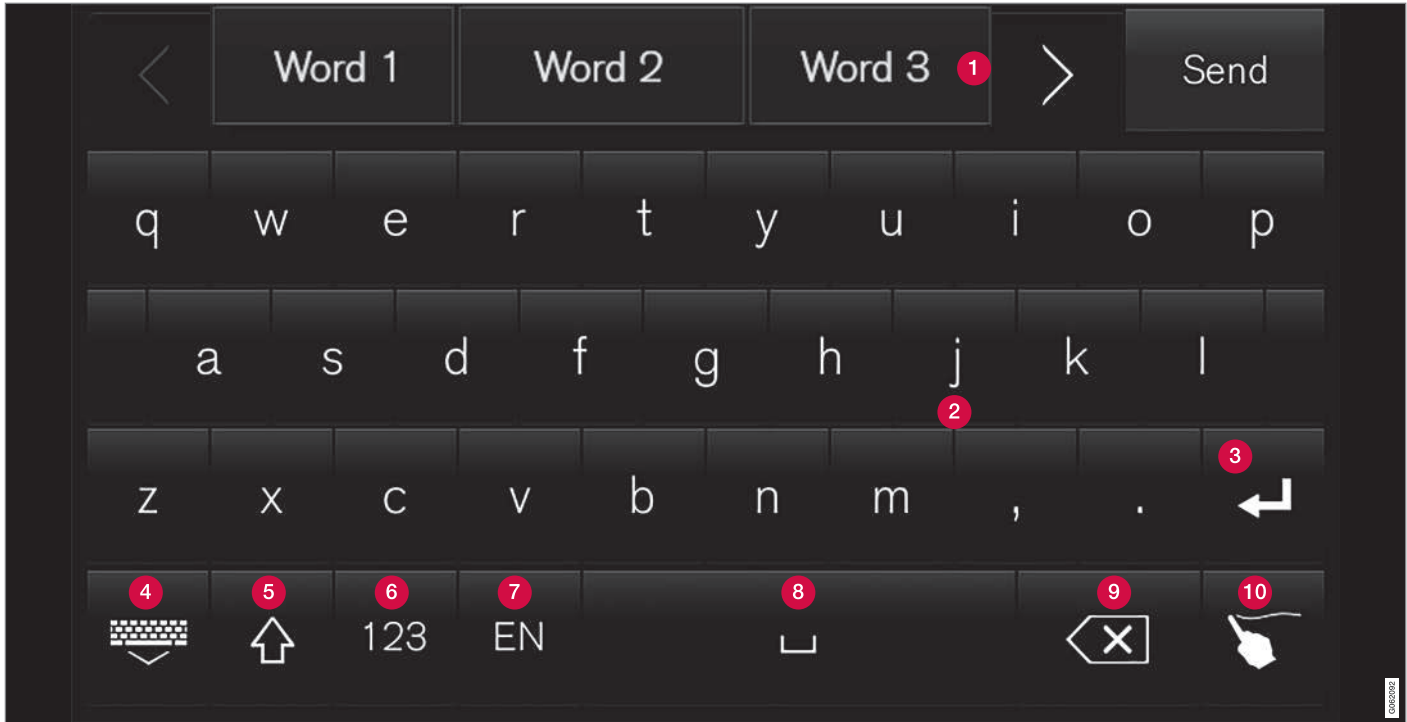 Word 1 Word 2 Word 3 1 Send
q w e r t y u i o p
a s d f g h j k l
2
3
z x c v b n m , .
4 5 6 7 8 9 10
123 EN
G062092